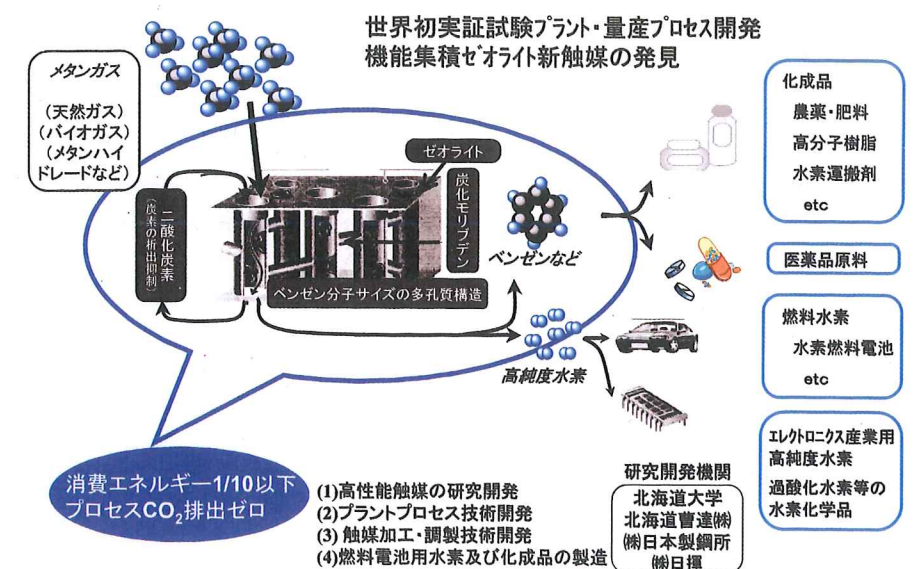 世界初実証試験プラント・量産プロセス開発
機能集積ゼオライト新触媒の発見
メタンガス
(天然ガス)
(バイオガス)
(メタンハイ
ドレードなど)
ゼオライト
炭化モリブデン
二酸化炭素
(炭素の析出抑制)
ベンゼン分子サイズの多孔質構造
ベンゼンなど
高純度水素
化成品
農薬・肥料
高分子樹脂
水素運搬剤
etc
医薬品原料
燃料水素
水素燃料電池
etc
エレクトロニクス産業用
高純度水素
過酸化水素等の
水素化学品
消費エネルギー1/10以下
プロセスCO₂排出ゼロ
(1)高性能触媒の研究開発
(2)プラントプロセス技術開発
(3) 触媒加工・調製技術開発
(4)燃料電池用水素及び化成品の製造
研究開発機関
北海道大学
北海道曹達㈱
㈱日本製鋼所
㈱日揮